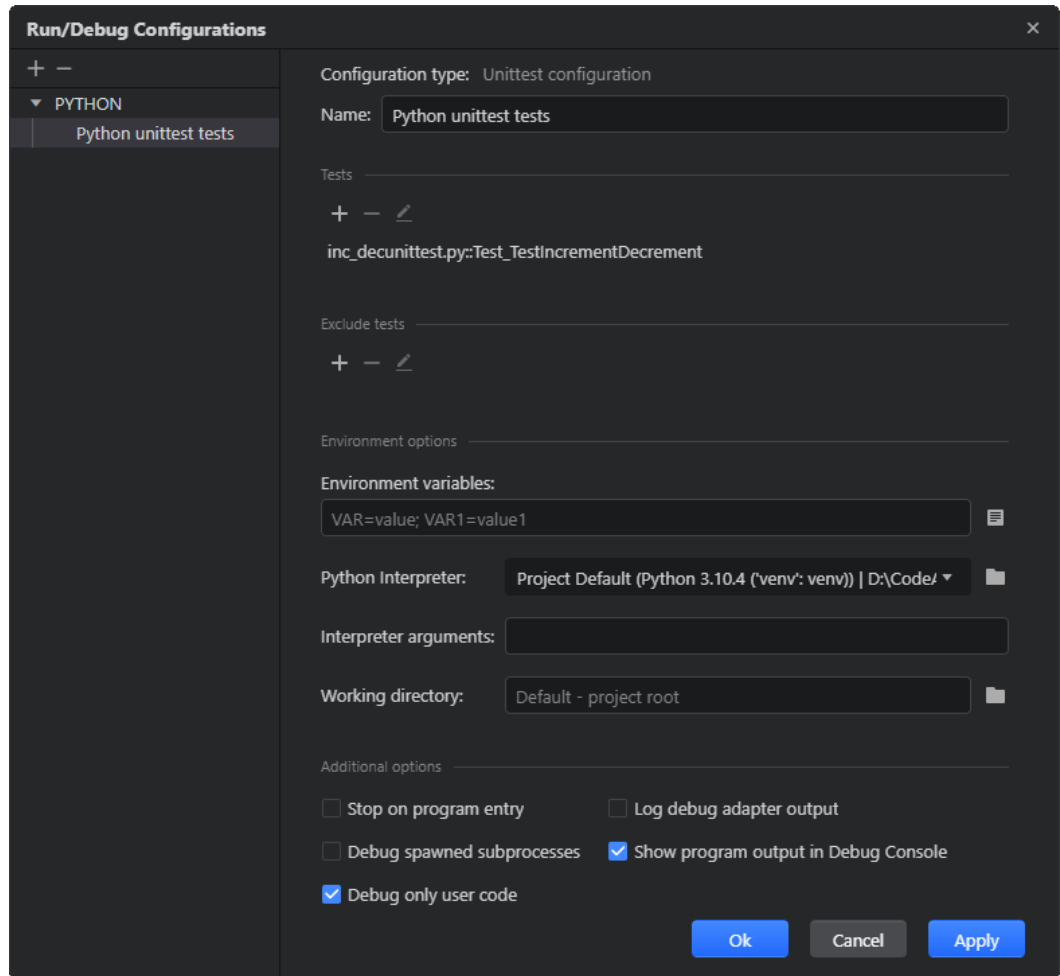 Run/Debug Configurations
PYTHON
Python unittest tests
Configuration type: Unittest configuration
Name: Python unittest tests
Tests
inc_decunittest.py::Test_TestIncrementDecrement
Exclude tests
Environment options
Environment variables:
VAR=value; VAR1=value1
Python Interpreter: Project Default (Python 3.10.4 ('venv': venv)) | D:\Code
Interpreter arguments:
Working directory: Default - project root
Additional options
Stop on program entry Log debug adapter output
Debug spawned subprocesses Show program output in Debug Console
Debug only user code
Ok Cancel Apply